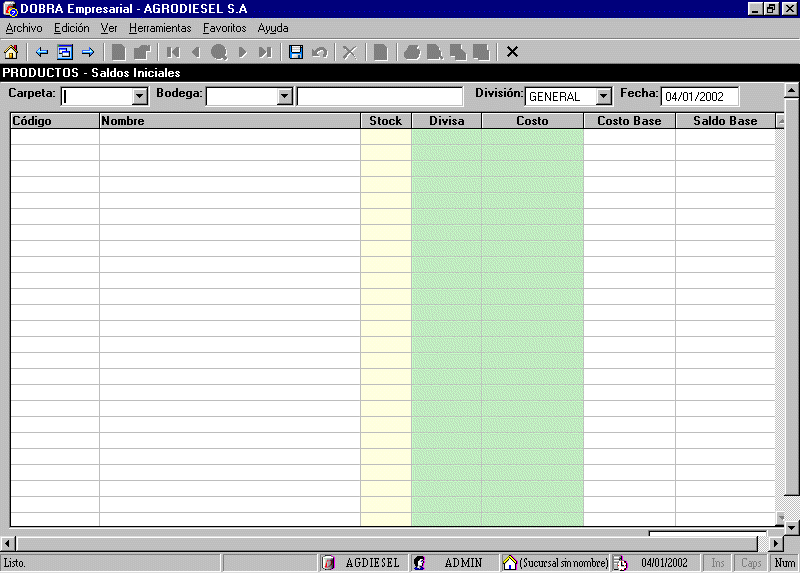 DOBRA Empresarial - AGRODIESEL S.A
Archivo Edición Ver Herramientas Favoritos Ayuda
PRODUCTOS - Saldos Iniciales
Carpeta: Bodega: División: GENERAL Fecha: 04/01/2002
Código Nombre Stock Divisa Costo Costo Base Saldo Base
Listo. AGDIESEL ADMIN (Sucursal sin nombre) 04/01/2002 Ins Caps Num